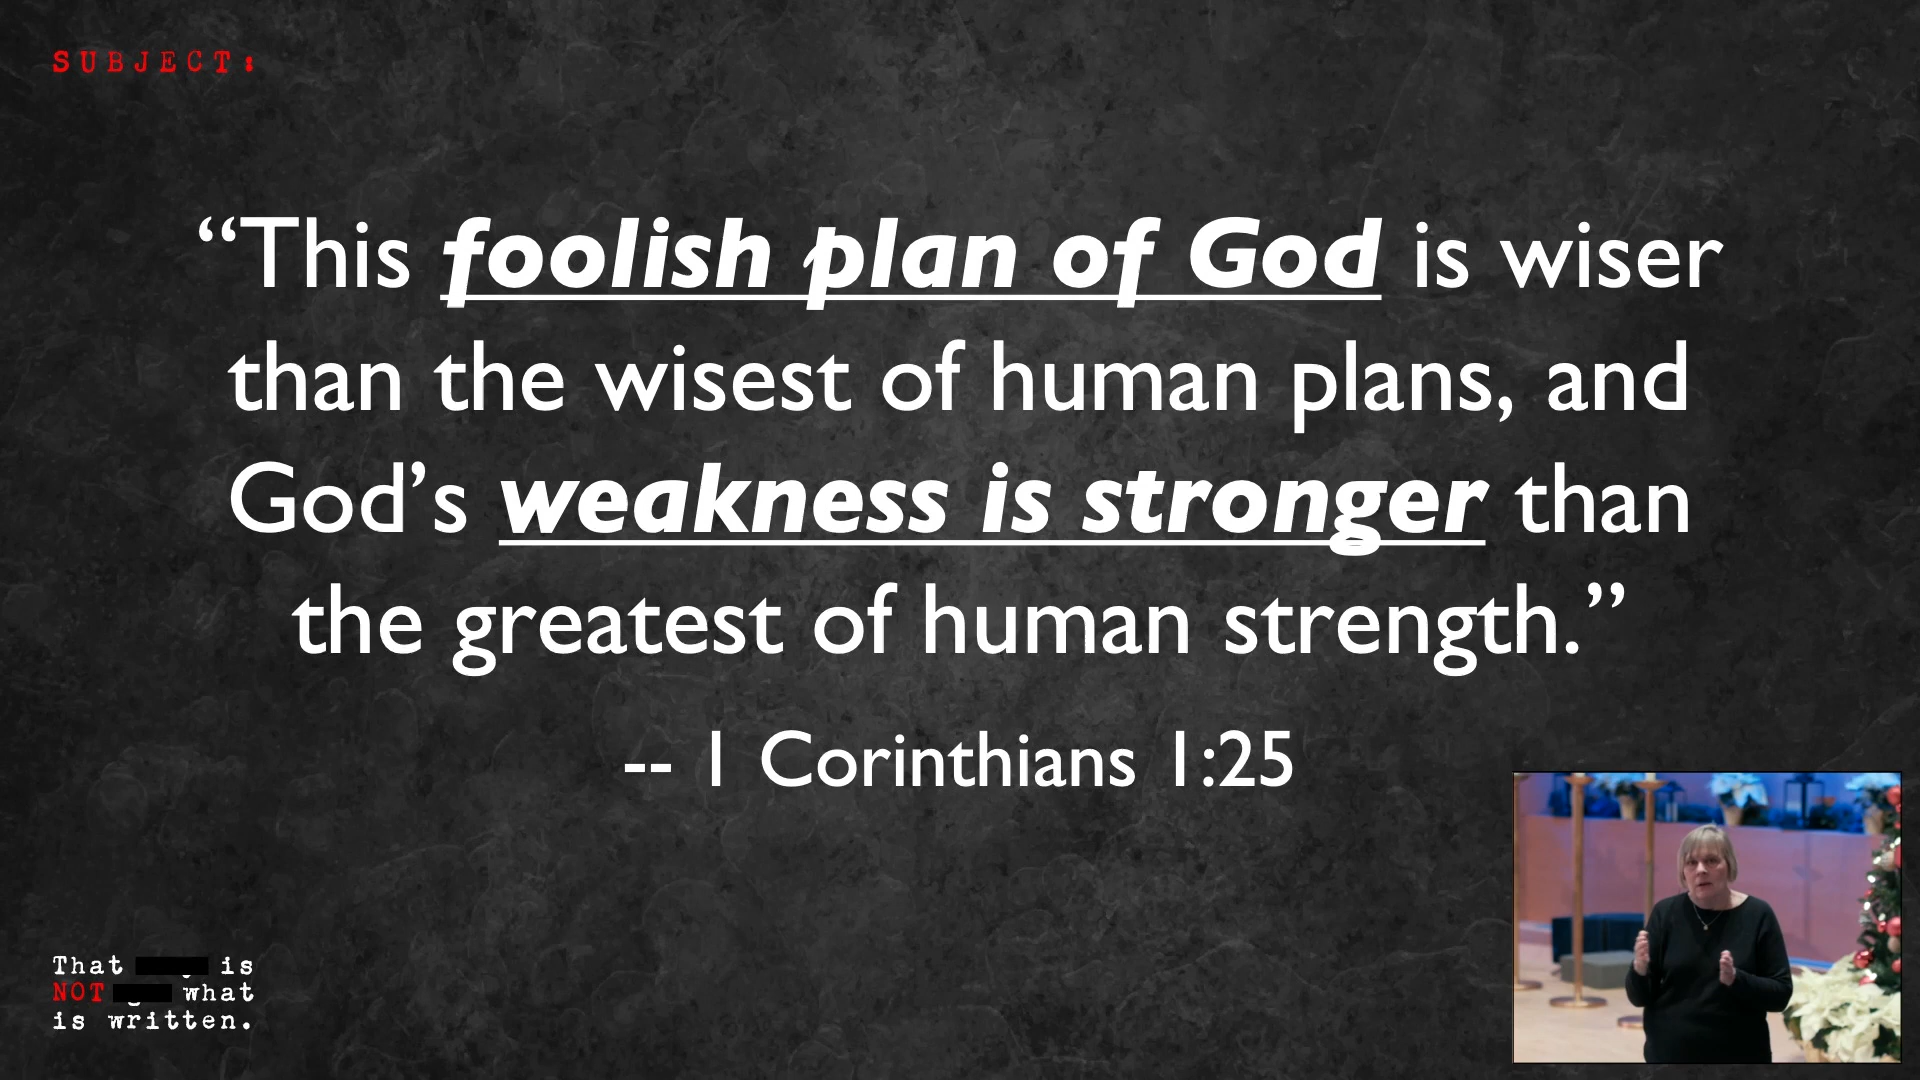 SUBJECT:
“This foolish plan of God is wiser
than the wisest of human plans, and
God’s weakness is stronger than
the greatest of human strength.”
-- 1 Corinthians 1:25
That is
NOT what
is written.